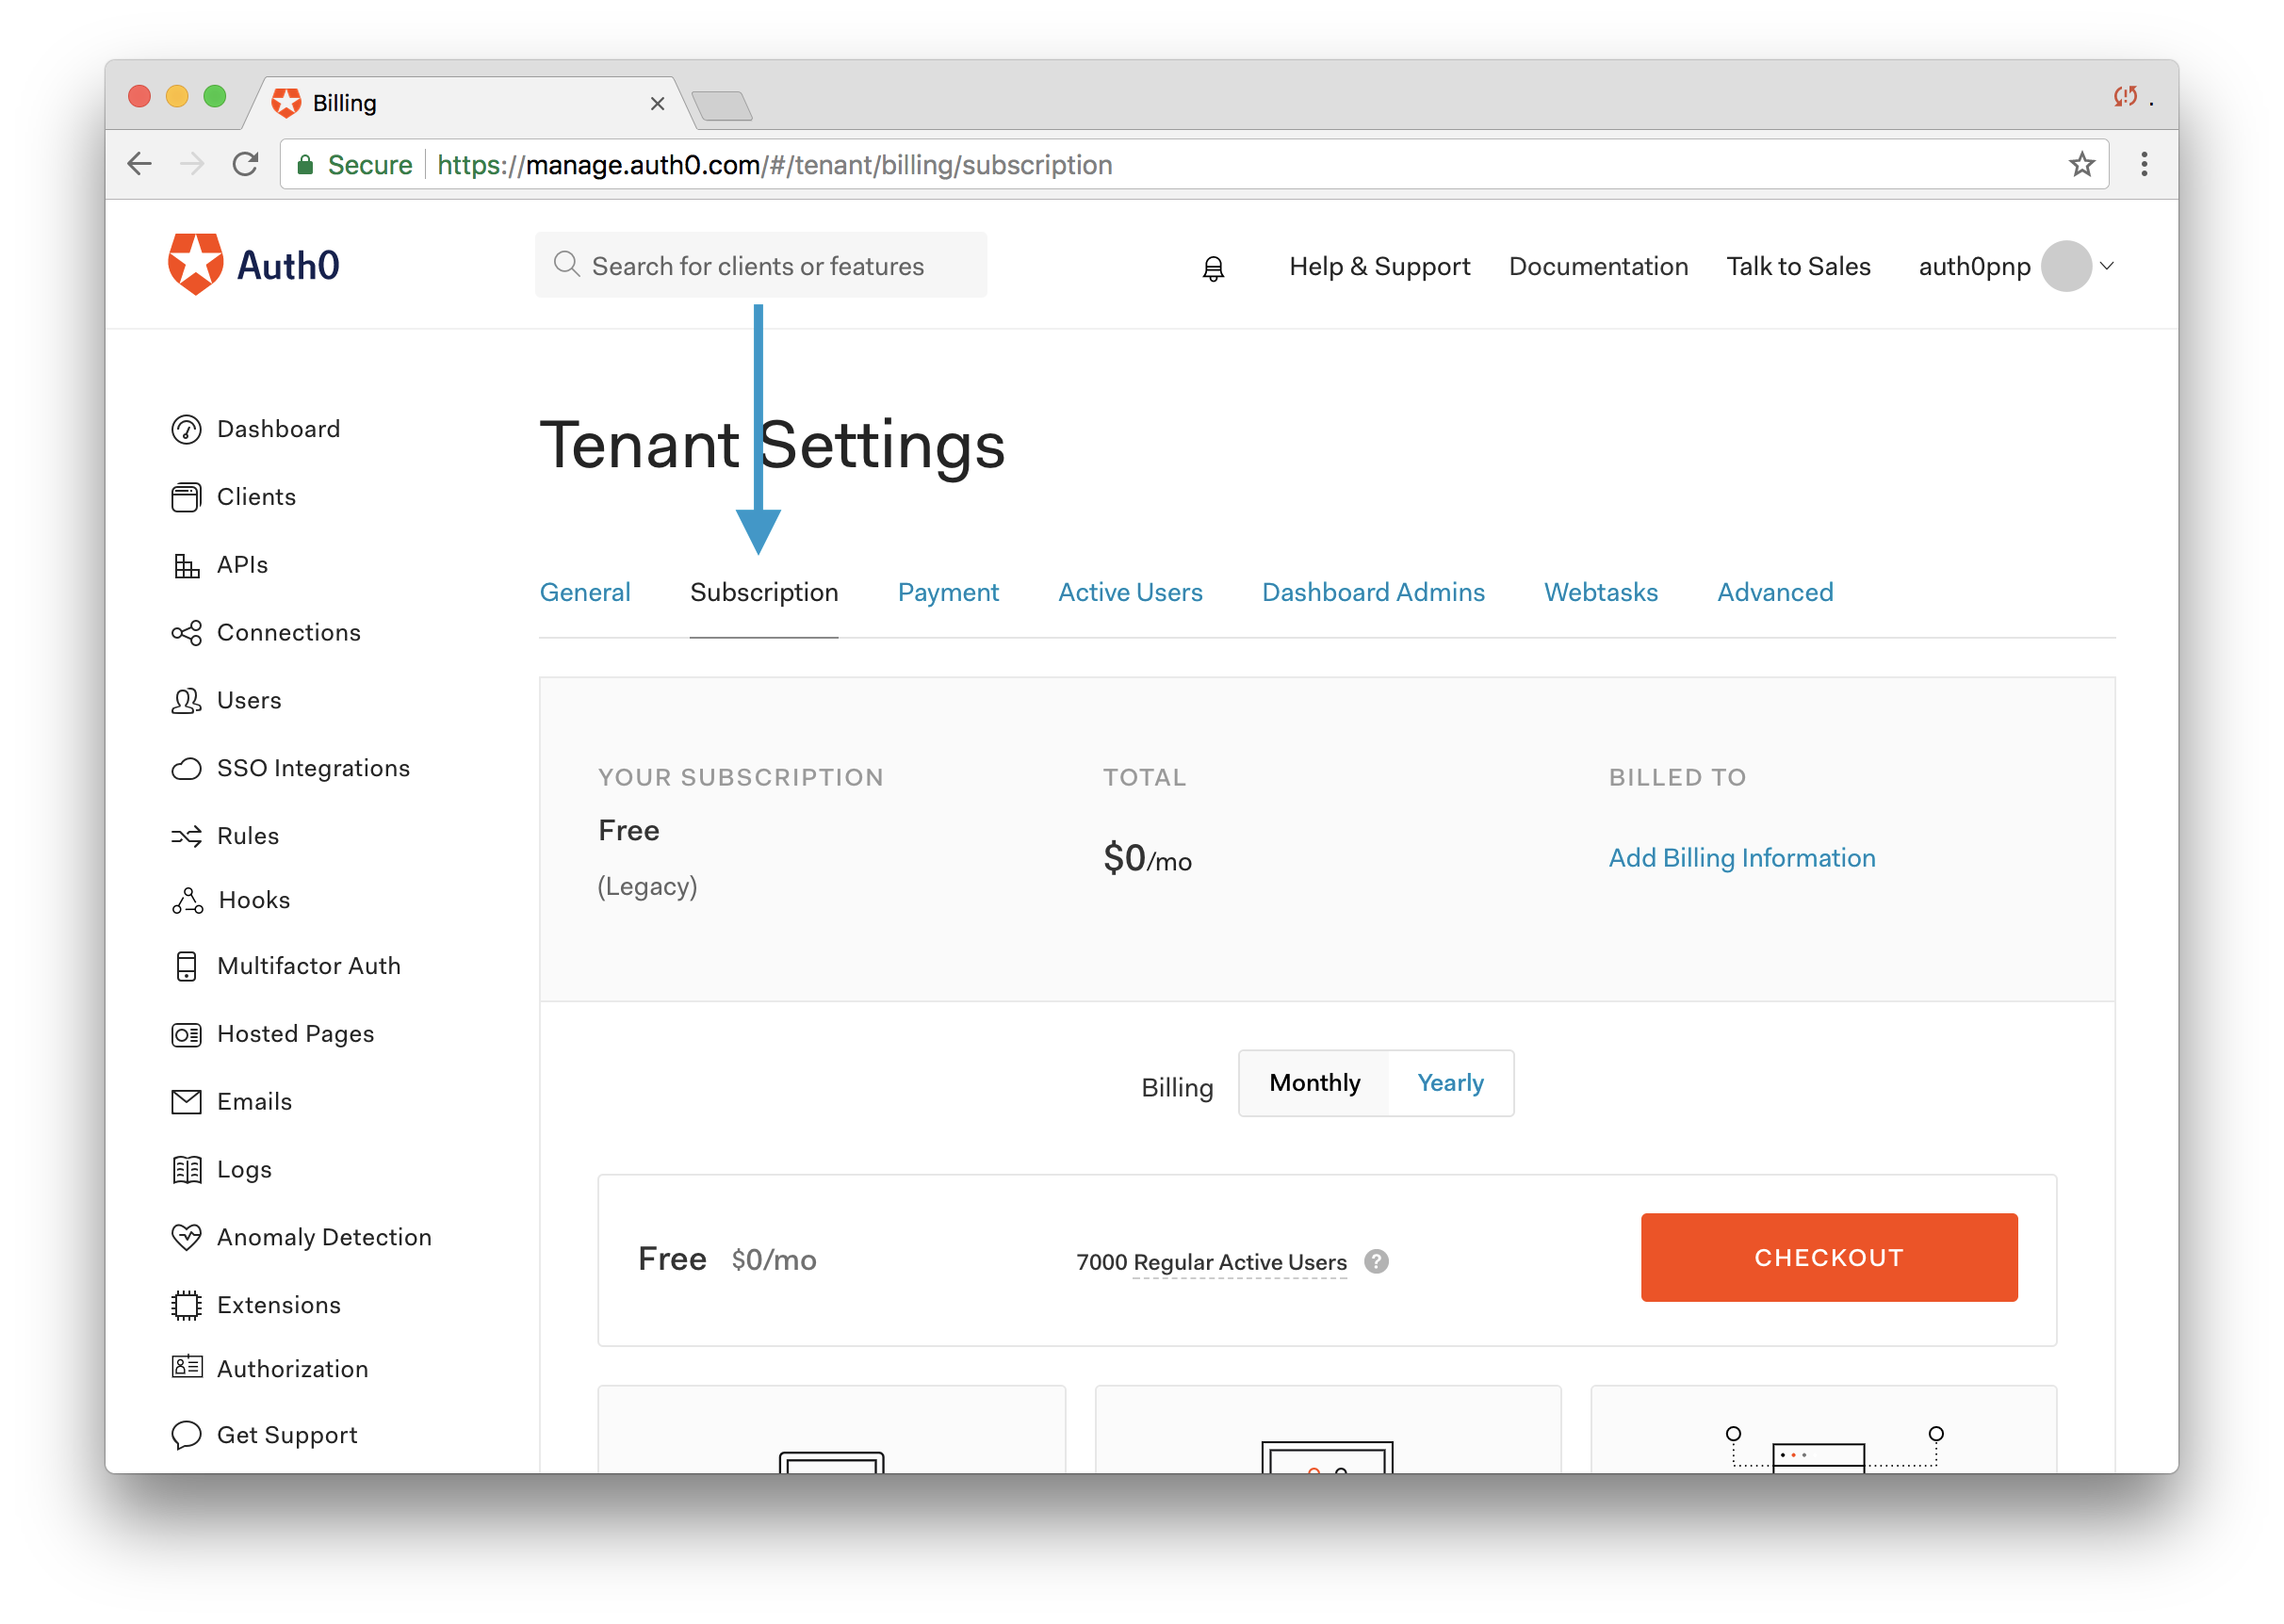 Billing
Secure https://manage.auth0.com/#/tenant/billing/subscription
Auth0
Search for clients or features
Help & Support
Documentation
Talk to Sales
auth0pnp
Dashboard
Clients
APIs
Connections
Users
SSO Integrations
Rules
Hooks
Multifactor Auth
Hosted Pages
Emails
Logs
Anomaly Detection
Extensions
Authorization
Get Support
Tenant Settings
General
Subscription
Payment
Active Users
Dashboard Admins
Webtasks
Advanced
YOUR SUBSCRIPTION
Free
(Legacy)
TOTAL
$0/mo
BILLED TO
Add Billing Information
Billing
Monthly
Yearly
Free $0/mo
7000 Regular Active Users ?
CHECKOUT